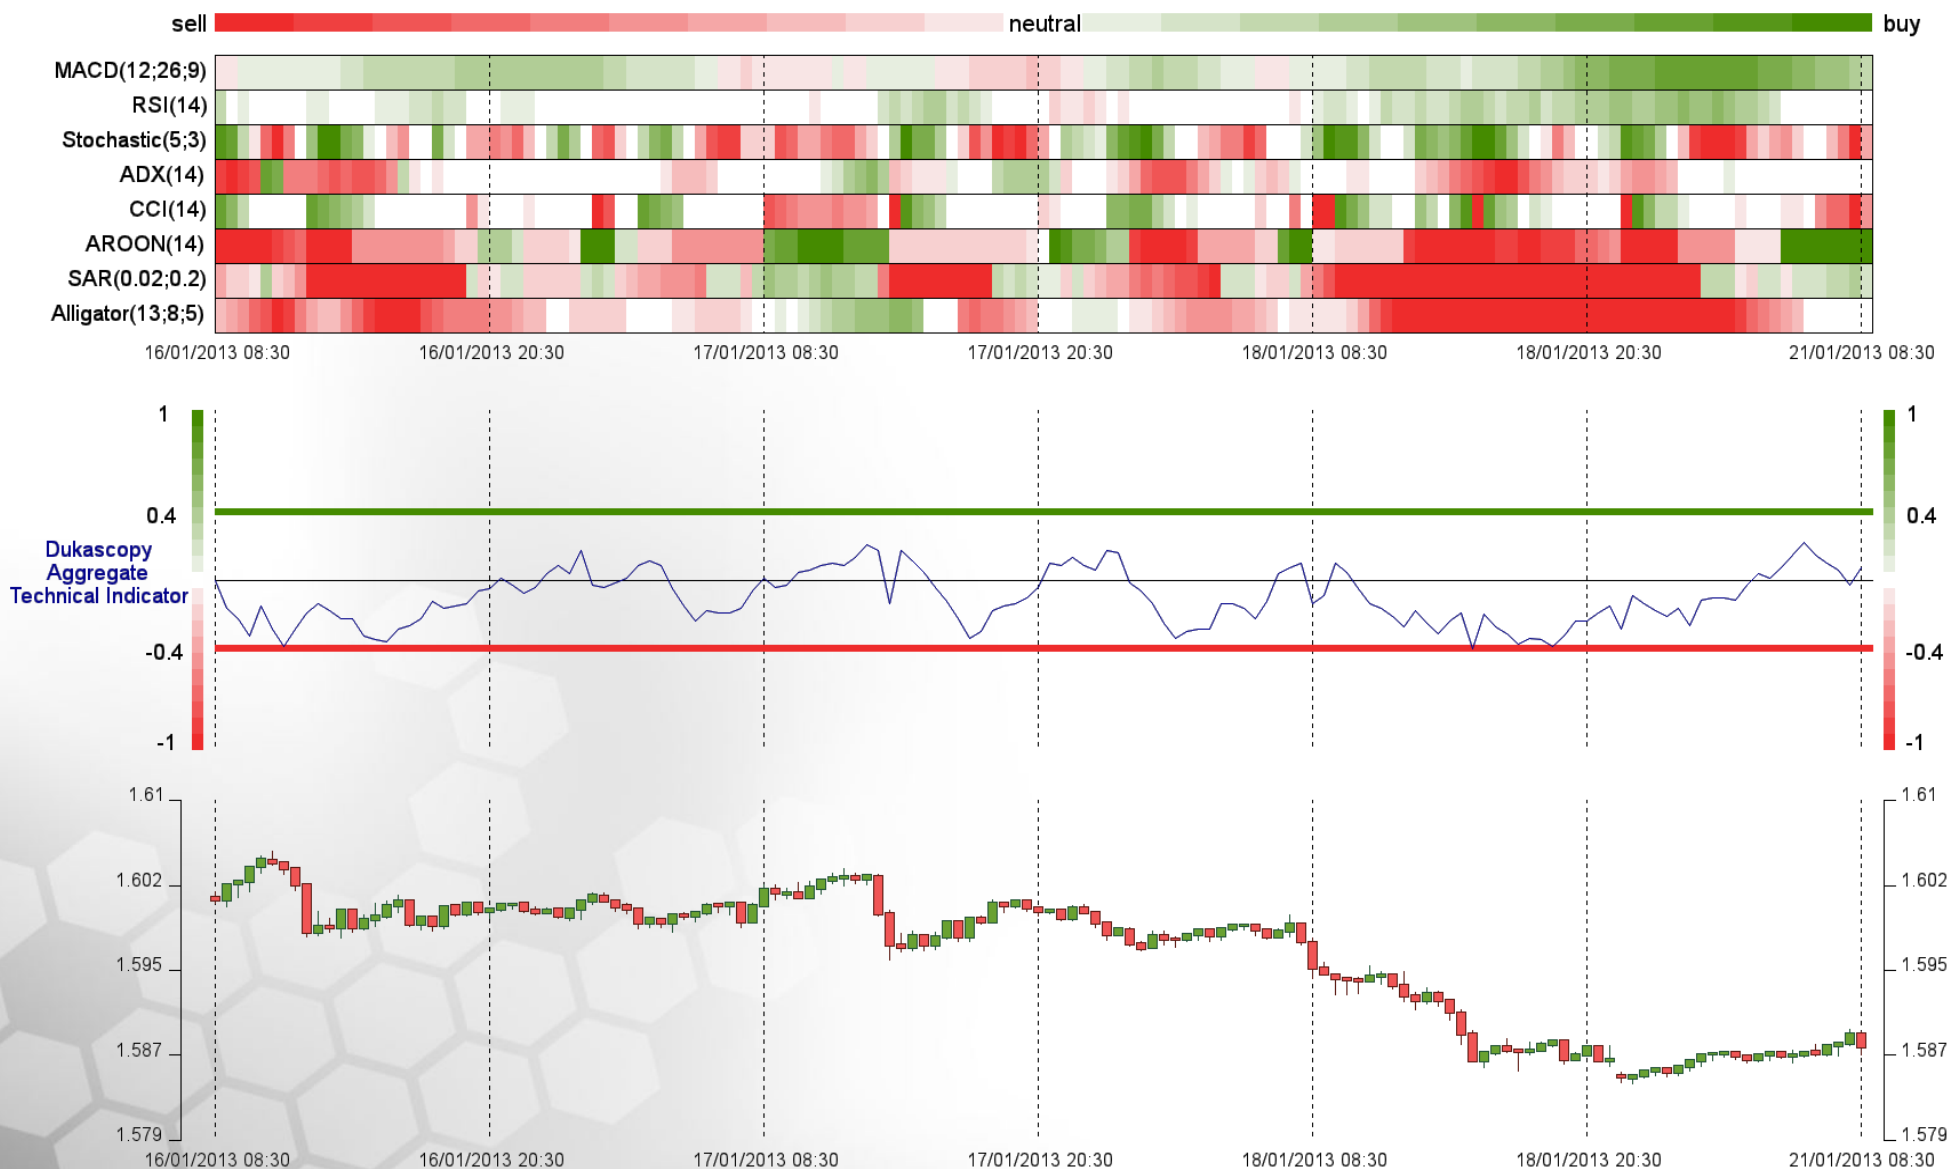 sell neutral buy
MACD(12;26;9)
RSI(14)
Stochastic(5;3)
ADX(14)
CCI(14)
AROON(14)
SAR(0.02;0.2)
Alligator(13;8;5)
16/01/2013 08:30 16/01/2013 20:30 17/01/2013 08:30 17/01/2013 20:30 18/01/2013 08:30 18/01/2013 20:30 21/01/2013 08:30
1 1
0.4 0.4
Dukascopy
Aggregate
Technical Indicator
-0.4 -0.4
-1 -1
1.61 1.61
1.602 1.602
1.595 1.595
1.587 1.587
1.579 1.579
16/01/2013 08:30 16/01/2013 20:30 17/01/2013 08:30 17/01/2013 20:30 18/01/2013 08:30 18/01/2013 20:30 21/01/2013 08:30